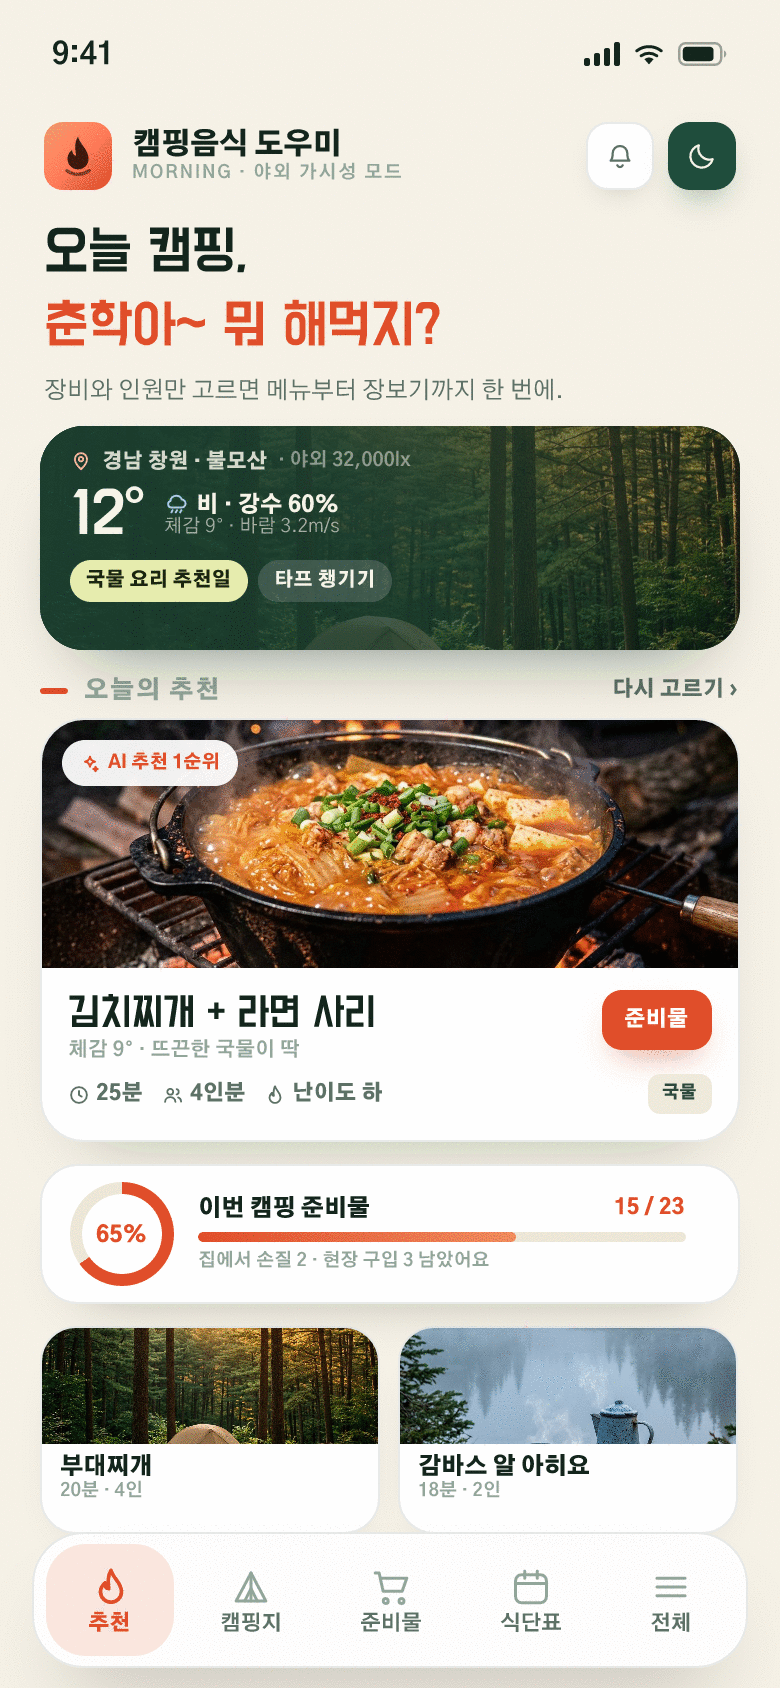 9:41
캠핑음식 도우미
MORNING · 야외 가시성 모드
오늘 캠핑,
춘학아~ 뭐 해먹지?
장비와 인원만 고르면 메뉴부터 장보기까지 한 번에.
경남 창원 · 불모산 · 야외 32,000lx
12°
비 · 강수 60%
체감 9° · 바람 3.2m/s
국물 요리 추천일
타프 챙기기
오늘의 추천
다시 고르기 ›
AI 추천 1순위
김치찌개 + 라면 사리
준비물
체감 9° · 뜨끈한 국물이 딱
25분
4인분
난이도 하
국물
65%
이번 캠핑 준비물
15 / 23
집에서 손질 2 · 현장 구입 3 남았어요
부대찌개
20분 · 4인
감바스 알 아히요
18분 · 2인
추천
캠핑지
준비물
식단표
전체